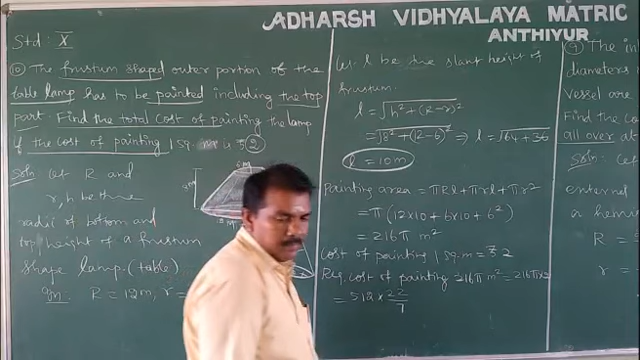 ADHARSH VIDHYALAYA MATRIC
ANTHIYUR
Std: X
⑩ The frustum shaped outer portion of the
table lamp has to be painted including the top
part. Find the total cost of painting the lamp
if the cost of painting 1 sq. is ₹ 2
Soln: Let R and
r, h be the
radii of bottom and
top height of a frustum
shape lamp. (table)
Gn. R = 12m, r =
Let l be the slant height of
frustum.
l = √h² + (R-r)²
= √8² + (12-6)² ⇒ l = √64 + 36
l = 10m
Painting area = πRl + πrl + πr²
= π (12×10 + 6×10 + 6²)
= 216π m²
Cost of painting 1 sq.m = ₹ 2
Req. cost of painting 216π m² = 216π×2
= 512 × 22/7
⑨ The in
diameters
Vessel are
Find the co
all over at
Soln: Let
external
a hem
R =
r =